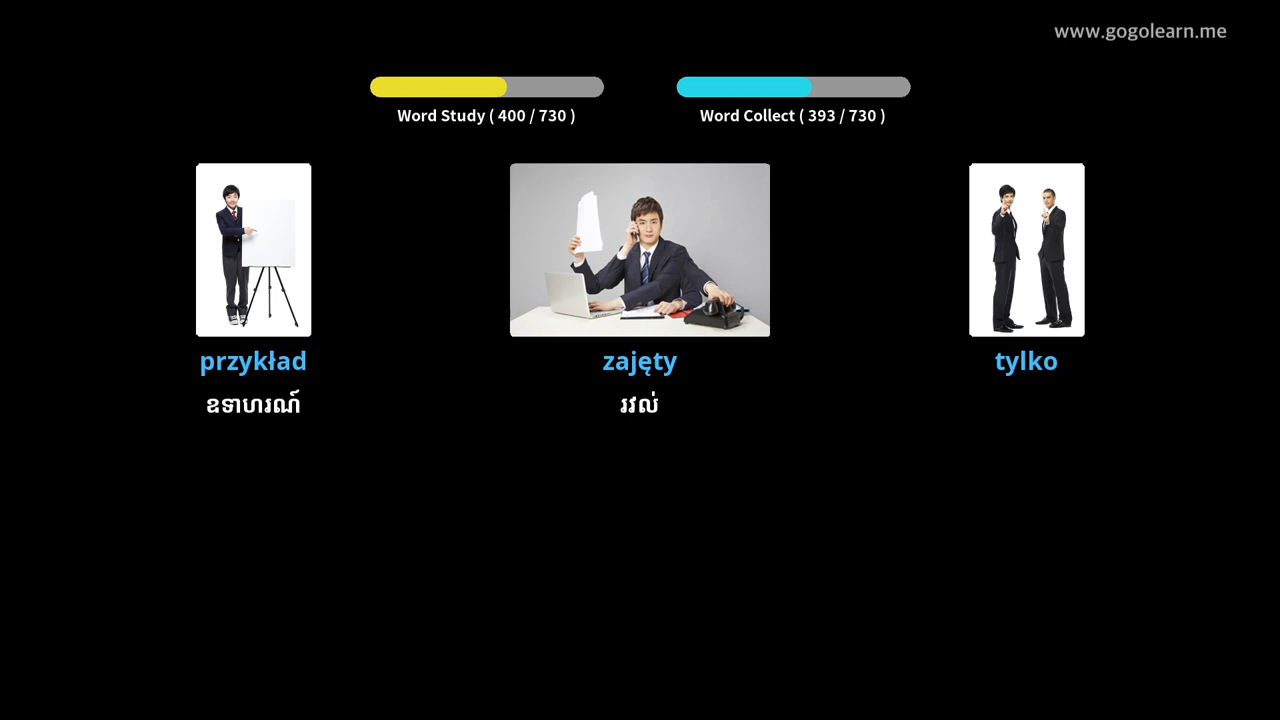 www.gogolearn.me
Word Study ( 400 / 730 )
Word Collect ( 393 / 730 )
przykład
zajęty
tylko
ឧទាហរណ៍
រវល់